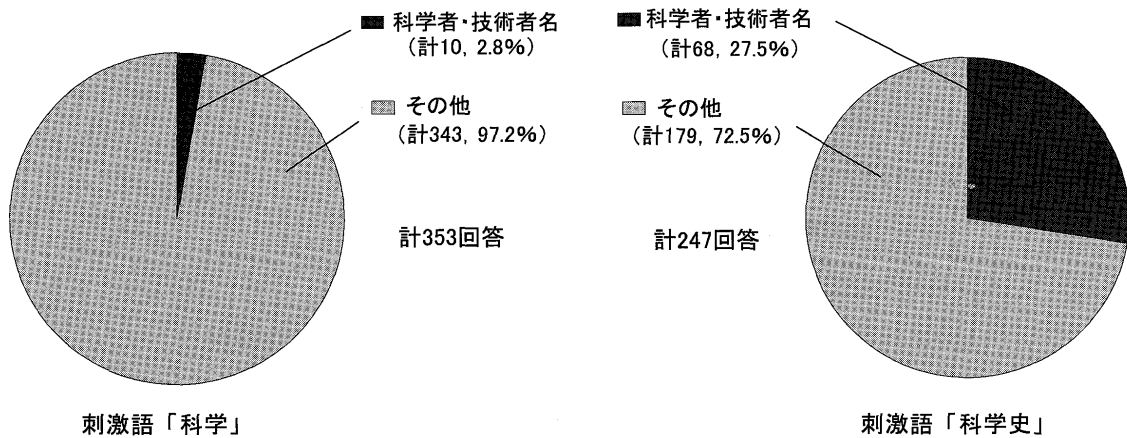 科学者・技術者名
(計10, 2.8%)
その他
(計343, 97.2%)
計353回答
刺激語「科学」
科学者・技術者名
(計68, 27.5%)
その他
(計179, 72.5%)
計247回答
刺激語「科学史」